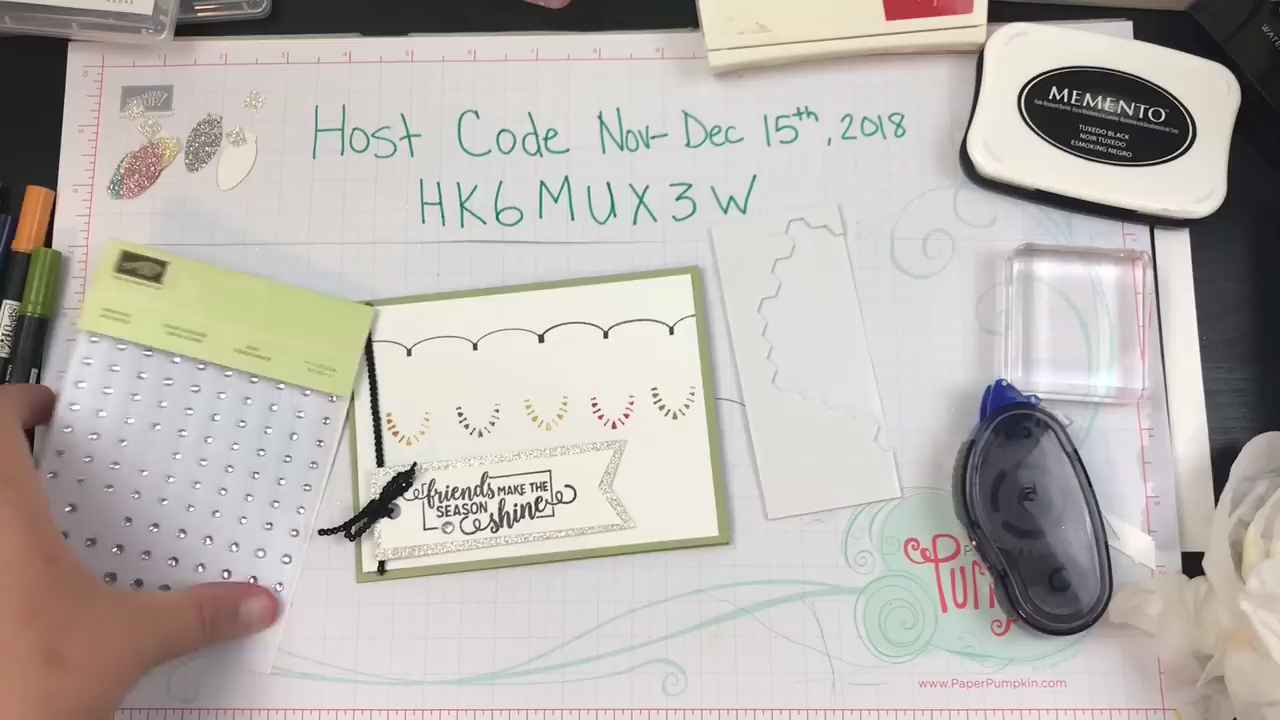 Host Code Nov-Dec 15th, 2018
HK6MUX3W
MEMENTO™
TUXEDO BLACK
NOIR TUXEDO
ESMOKING NEGRO
friends MAKE THE
SEASON shine
www.PaperPumpkin.com